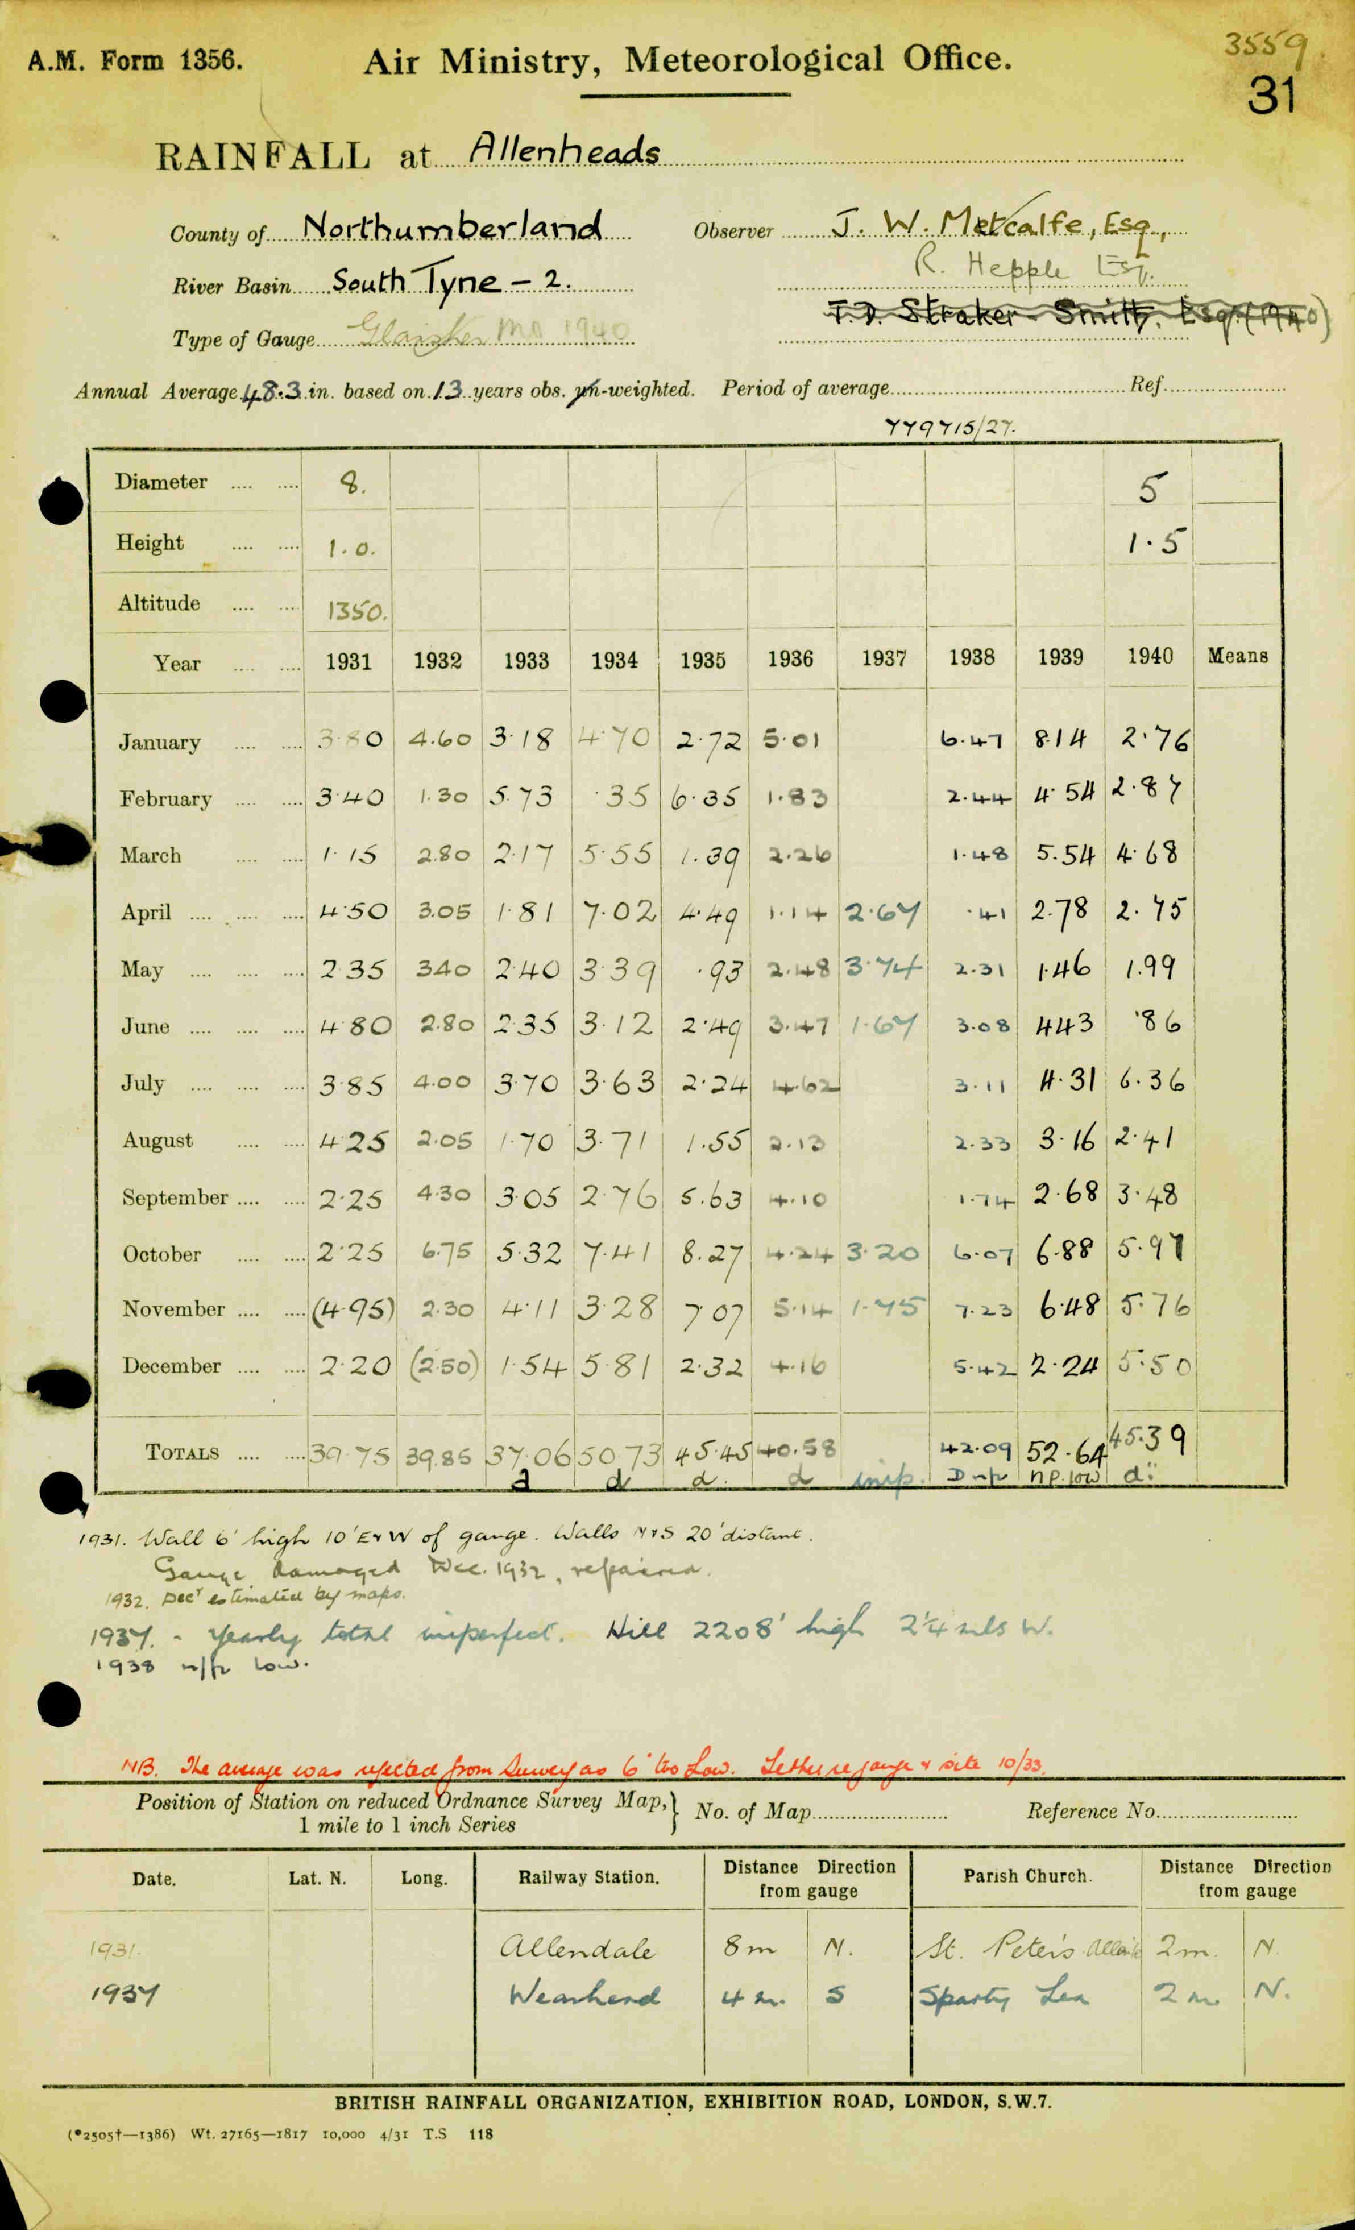 3559
A.M. Form 1356. Air Ministry, Meteorological Office. 31
RAINFALL at Allenheads
County of Northumberland Observer J. W. Metcalfe, Esq.,
R. Hepple Esq.
River Basin South Tyne - 2.
T.D. Straker-Smith, Esq. (1940)
Type of Gauge Glaisher MO 1940
Annual Average 48.3 in. based on 13 years obs. un-weighted. Period of average Ref.
779715/27.
Diameter 8. 5
Height 1.0. 1.5
Altitude 1350.
Year 1931 1932 1933 1934 1935 1936 1937 1938 1939 1940 Means
January 3.80 4.60 3.18 4.70 2.72 5.01 6.47 8.14 2.76
February 3.40 1.30 5.73 .35 6.35 1.83 2.44 4.54 2.87
March 1.15 2.80 2.17 5.55 1.39 2.26 1.48 5.54 4.68
April 4.50 3.05 1.81 7.02 4.49 1.14 2.67 .41 2.78 2.75
May 2.35 3.40 2.40 3.39 .93 2.48 3.74 2.31 1.46 1.99
June 4.80 2.80 2.35 3.12 2.49 3.47 1.67 3.08 4.43 .86
July 3.85 4.00 3.70 3.63 2.24 4.62 3.11 4.31 6.36
August 4.25 2.05 1.70 3.71 1.55 2.13 2.33 3.16 2.41
September 2.25 4.30 3.05 2.76 5.63 4.10 1.74 2.68 3.48
October 2.25 6.75 5.32 7.41 8.27 4.24 3.20 6.07 6.88 5.97
November (4.95) 2.30 4.11 3.28 7.07 5.14 1.75 7.23 6.48 5.76
December 2.20 (2.50) 1.54 5.81 2.32 4.16 5.42 2.24 5.50
TOTALS 39.75 39.85 37.06 50.73 45.45 40.58 42.09 52.64 45.39
d d d. d imp. D n/p n.p. low d:
1931. Wall 6' high 10' E & W of gauge. Walls N & S 20' distant.
Gauge damaged Dec. 1932, repaired.
1932. Decr estimated by maps.
1937. - Yearly total imperfect. Hill 2208' high 2¼ mls W.
1938 n/p low.
NB. The average was rejected from Survey as 6" too low. Letter re gauge & site 10/33.
Position of Station on reduced Ordnance Survey Map, 1 mile to 1 inch Series } No. of Map Reference No.
Date. Lat. N. Long. Railway Station. Distance Direction from gauge Parish Church. Distance Direction from gauge
1931. Allendale 8m N. St. Peter's 2m. N.
1937 Wearhead 4 m. S Sparty Lea 2 m. N.
BRITISH RAINFALL ORGANIZATION, EXHIBITION ROAD, LONDON, S.W.7.
(*2505†—1386) Wt. 27165—1817 10,000 4/31 T.S 118